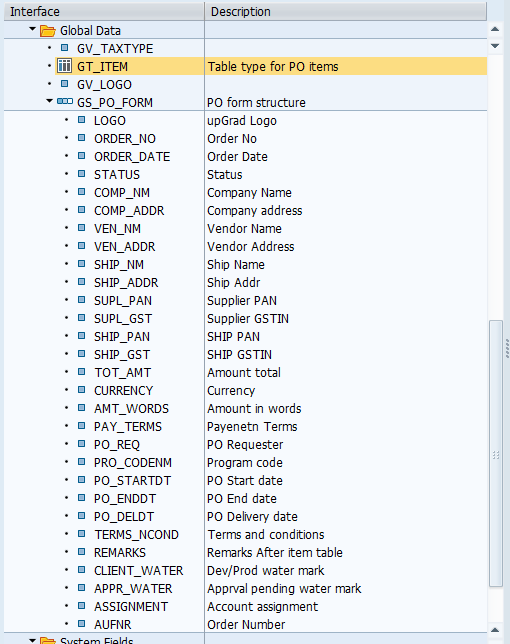 Interface Description
Global Data
GV_TAXTYPE
GT_ITEM Table type for PO items
GV_LOGO
GS_PO_FORM PO form structure
LOGO upGrad Logo
ORDER_NO Order No
ORDER_DATE Order Date
STATUS Status
COMP_NM Company Name
COMP_ADDR Company address
VEN_NM Vendor Name
VEN_ADDR Vendor Address
SHIP_NM Ship Name
SHIP_ADDR Ship Addr
SUPL_PAN Supplier PAN
SUPL_GST Supplier GSTIN
SHIP_PAN SHIP PAN
SHIP_GST SHIP GSTIN
TOT_AMT Amount total
CURRENCY Currency
AMT_WORDS Amount in words
PAY_TERMS Payenetn Terms
PO_REQ PO Requester
PRO_CODENM Program code
PO_STARTDT PO Start date
PO_ENDDT PO End date
PO_DELDT PO Delivery date
TERMS_NCOND Terms and conditions
REMARKS Remarks After item table
CLIENT_WATER Dev/Prod water mark
APPR_WATER Apprval pending water mark
ASSIGNMENT Account assignment
AUFNR Order Number
System Fields